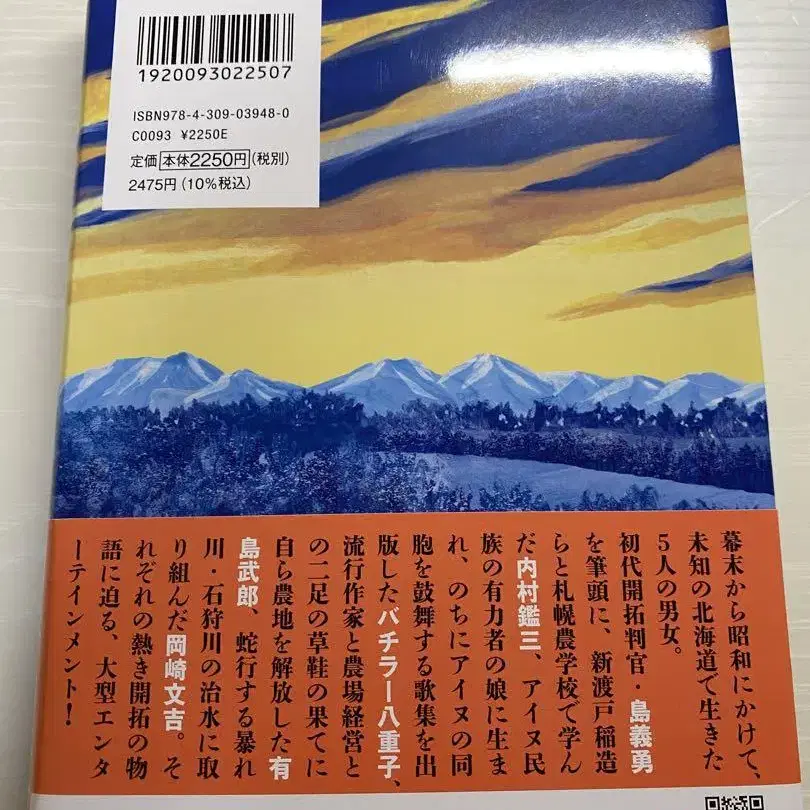 1920093022507
ISBN978-4-309-03948-0
C0093 ¥2250E
定価 本体2250円 (税別)
2475円 (10%税込)
幕末から昭和にかけて、
未知の北海道で生きた
5人の男女。
初代開拓判官・島義勇
を筆頭に、新渡戸稲造
らと札幌農学校で学ん
だ内村鑑三、アイヌ民
族の有力者の娘に生ま
れ、のちにアイヌの同
胞を鼓舞する歌集を出
版したバチラー八重子、
流行作家と農場経営と
の二足の草鞋の果てに
自ら農地を解放した有
島武郎、蛇行する暴れ
川・石狩川の治水に取
り組んだ岡崎文吉。そ
れぞれの熱き開拓の物
語に迫る、大型エンタ
ーテインメント!